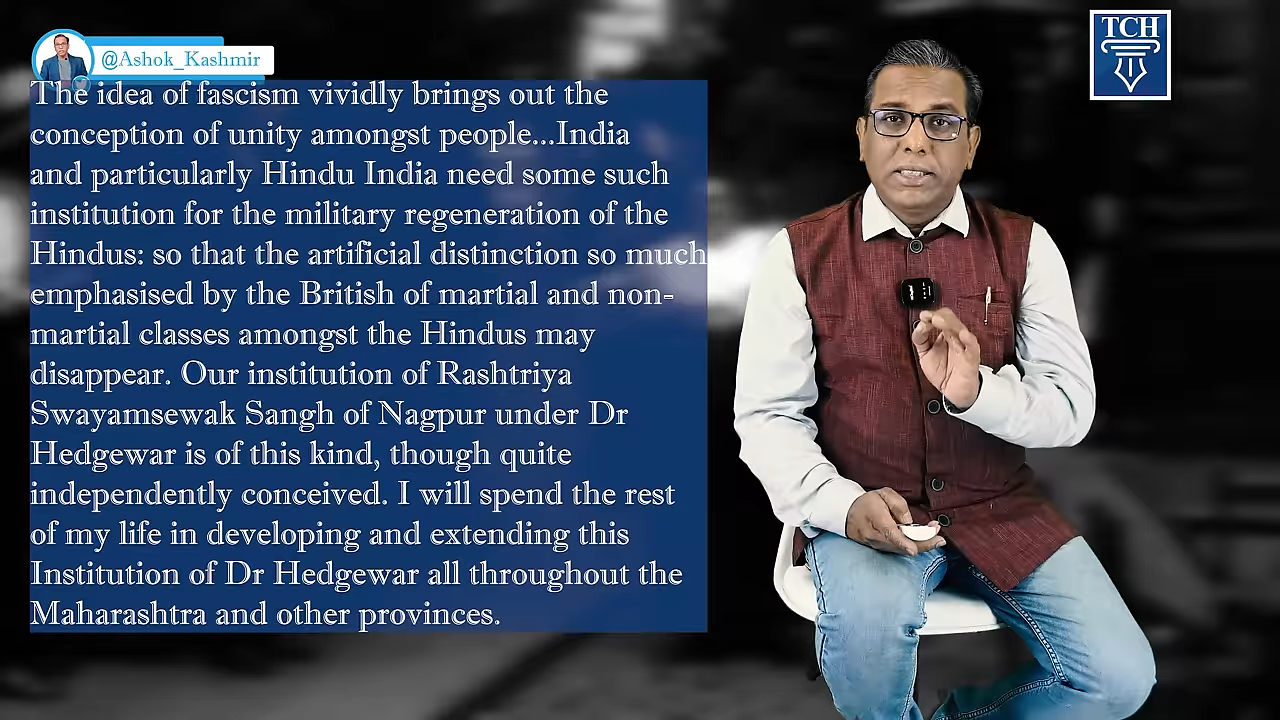 TCH
@Ashok_Kashmir
The idea of fascism vividly brings out the
conception of unity amongst people...India
and particularly Hindu India need some such
institution for the military regeneration of the
Hindus: so that the artificial distinction so much
emphasised by the British of martial and non-
martial classes amongst the Hindus may
disappear. Our institution of Rashtriya
Swayamsewak Sangh of Nagpur under Dr
Hedgewar is of this kind, though quite
independently conceived. I will spend the rest
of my life in developing and extending this
Institution of Dr Hedgewar all throughout the
Maharashtra and other provinces.